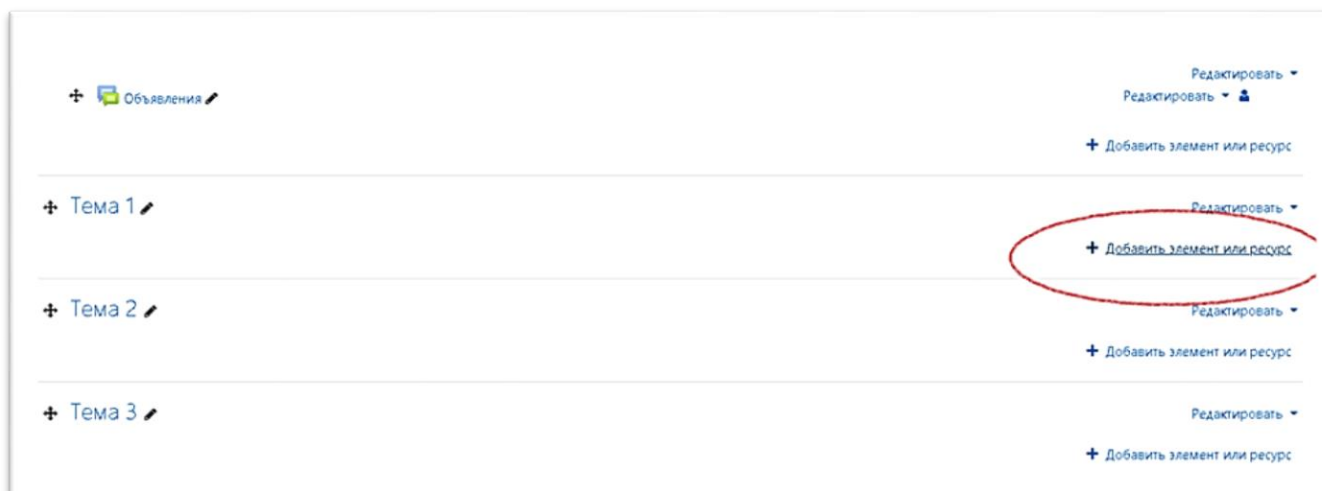 Редактировать
Объявления
Редактировать
+ Добавить элемент или ресурс
Тема 1
Редактировать
+ Добавить элемент или ресурс
Тема 2
Редактировать
+ Добавить элемент или ресурс
Тема 3
Редактировать
+ Добавить элемент или ресурс